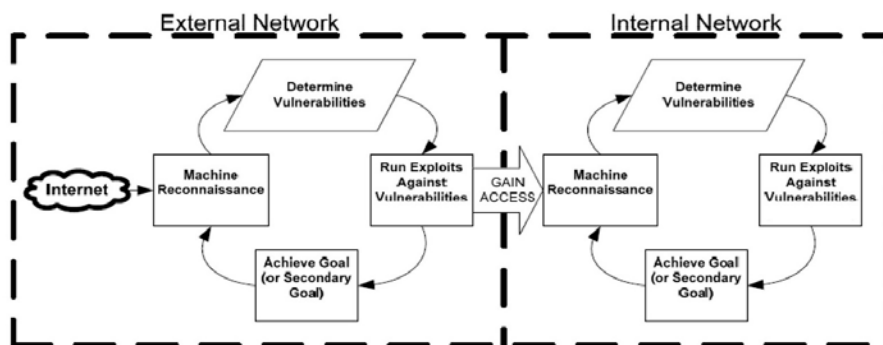 External Network
Internal Network
Determine
Vulnerabilities
Internet
Machine
Reconnaissance
Run Exploits
Against
Vulnerabilities
Achieve Goal
(or Secondary
Goal)
GAIN
ACCESS
Determine
Vulnerabilities
Machine
Reconnaissance
Run Exploits
Against
Vulnerabilities
Achieve Goal
(or Secondary
Goal)